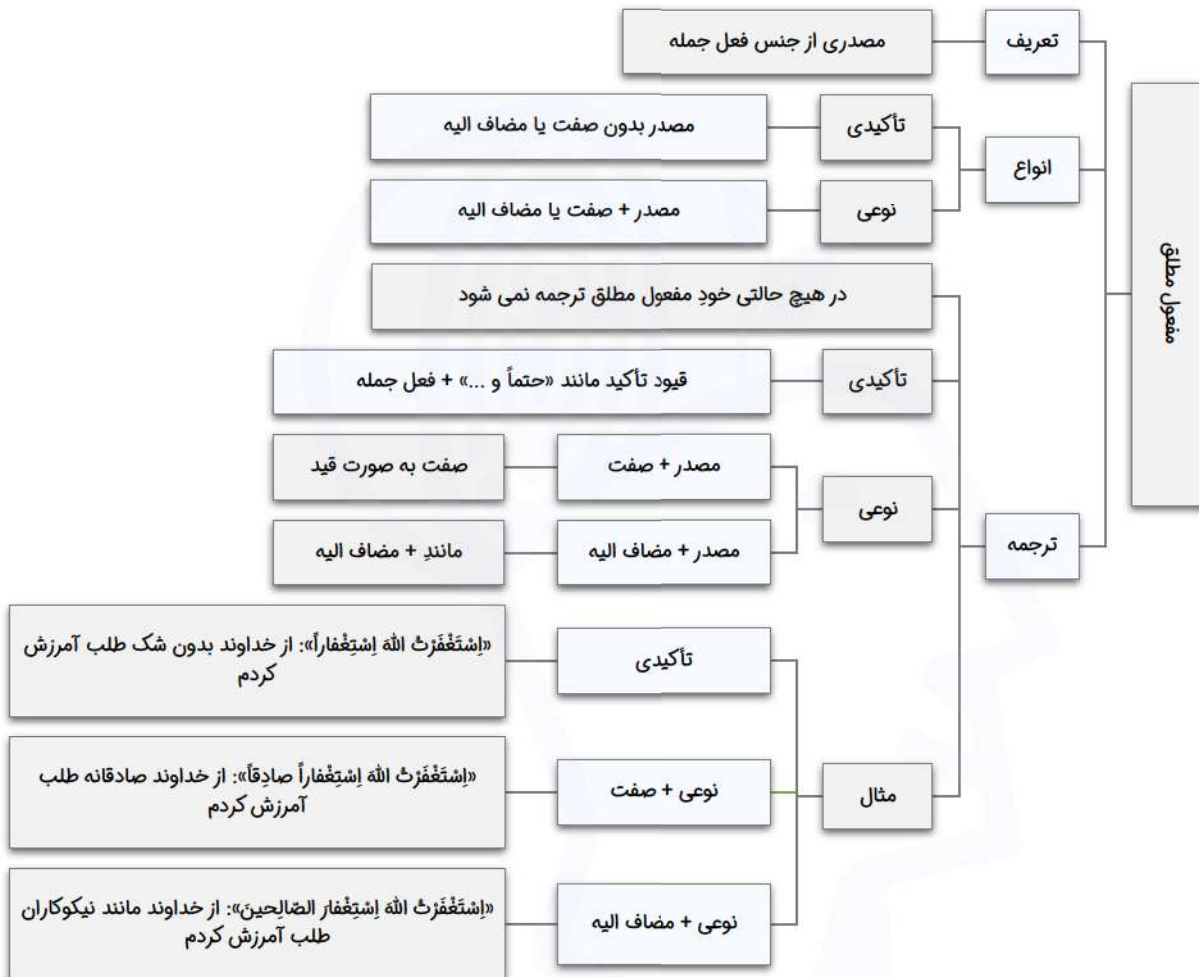 مفعول مطلق
تعریف
مصدری از جنس فعل جمله
انواع
تأکیدی
مصدر بدون صفت یا مضاف الیه
نوعی
مصدر + صفت یا مضاف الیه
ترجمه
در هیچ حالتی خودِ مفعول مطلق ترجمه نمی شود
تأکیدی
قیود تأکید مانند «حتماً و ...» + فعل جمله
نوعی
مصدر + صفت
صفت به صورت قید
مصدر + مضاف الیه
مانندِ + مضاف الیه
مثال
تأکیدی
«اِسْتَغْفَرْتُ اللهَ اِسْتِغْفاراً»: از خداوند بدون شک طلب آمرزش
کردم
نوعی + صفت
«اِسْتَغْفَرْتُ اللهَ اِسْتِغْفاراً صادِقاً»: از خداوند صادقانه طلب
آمرزش کردم
نوعی + مضاف الیه
«اِسْتَغْفَرْتُ اللهَ اِسْتِغْفارَ الصّالِحینَ»: از خداوند مانند نیکوکاران
طلب آمرزش کردم